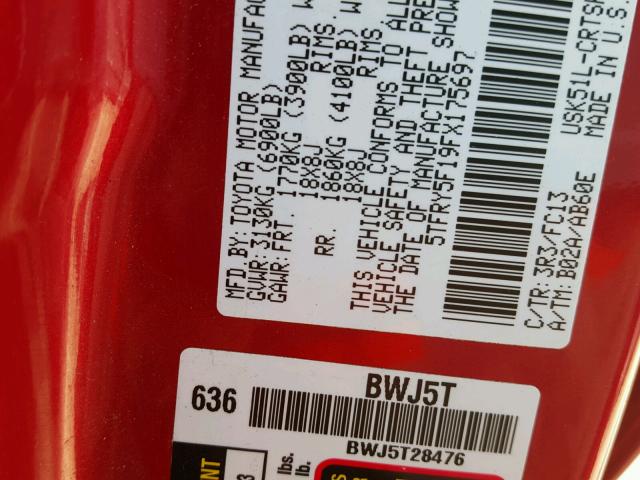 MFD BY: TOYOTA MOTOR MANUFAC
GVWR: 3130KG (6900LB)
GAWR: FRT. 1770KG (3900LB) W
18X8J RIMS.
RR. 1860KG (4100LB) W
18X8J RIMS
THIS VEHICLE CONFORMS TO ALL
VEHICLE SAFETY AND THEFT PRE
THE DATE OF MANUFACTURE SHOW
5TFRY5F19FX175697
C/TR: 3R3/FC13 USK51L-CRTSK
A/TM: B02A/AB60E MADE IN U.S.
636 BWJ5T
BWJ5T28476
lbs.
lb.